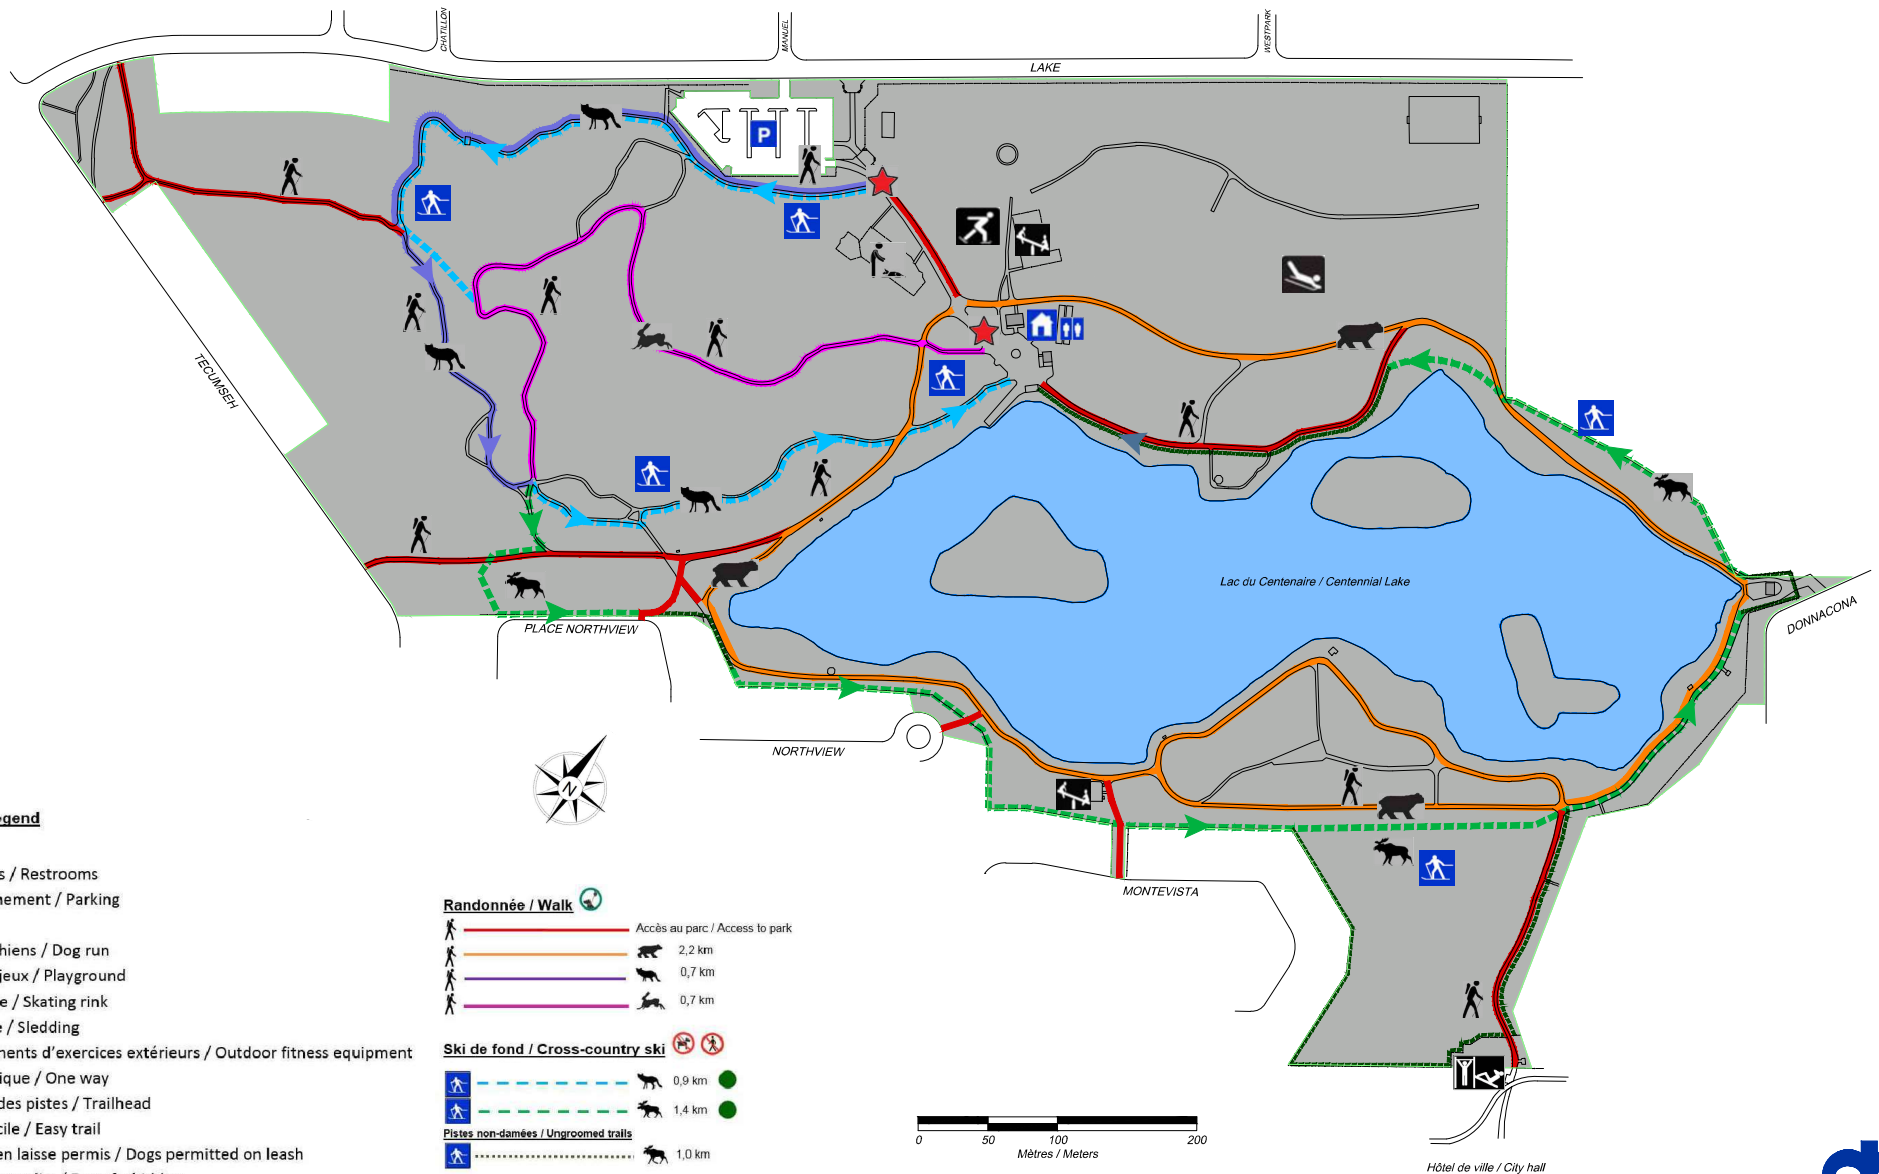 CHATILLON
MANUEL
WESTPARK
LAKE
P
TECUMSEH
Lac du Centenaire / Centennial Lake
DONNACONA
PLACE NORTHVIEW
NORTHVIEW
N
MONTEVISTA
egend
s / Restrooms
nement / Parking
hiens / Dog run
jeux / Playground
e / Skating rink
e / Sledding
nents d'exercices extérieurs / Outdoor fitness equipment
ique / One way
des pistes / Trailhead
cile / Easy trail
en laisse permis / Dogs permitted on leash
Randonnée / Walk
Accès au parc / Access to park
2,2 km
0,7 km
0,7 km
Ski de fond / Cross-country ski
0,9 km
1,4 km
Pistes non-damées / Ungroomed trails
1,0 km
0 50 100 200
Mètres / Meters
Hôtel de ville / City hall